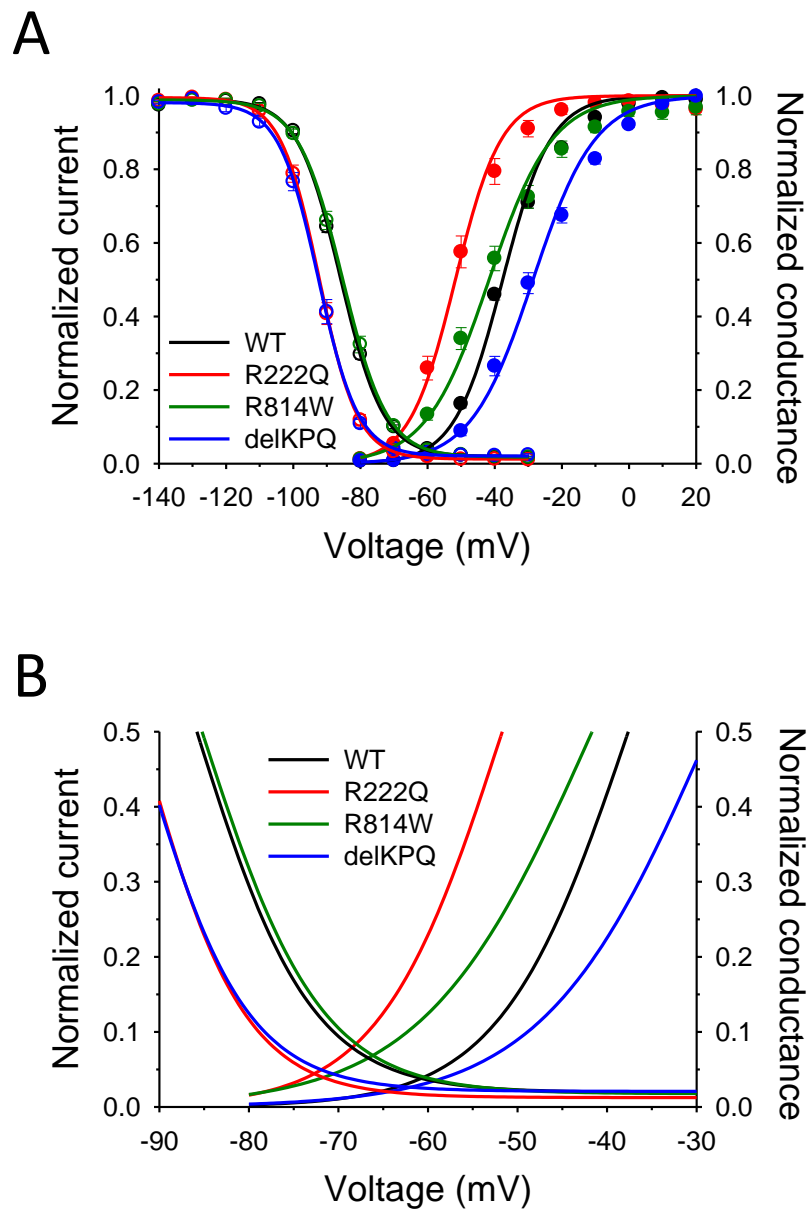 A
Normalized current
Normalized conductance
1.0
0.8
0.6
0.4
0.2
0.0
1.0
0.8
0.6
0.4
0.2
0.0
WT
R222Q
R814W
delKPQ
-140 -120 -100 -80 -60 -40 -20 0 20
Voltage (mV)
B
Normalized current
Normalized conductance
0.5
0.4
0.3
0.2
0.1
0.0
0.5
0.4
0.3
0.2
0.1
0.0
WT
R222Q
R814W
delKPQ
-90 -80 -70 -60 -50 -40 -30
Voltage (mV)